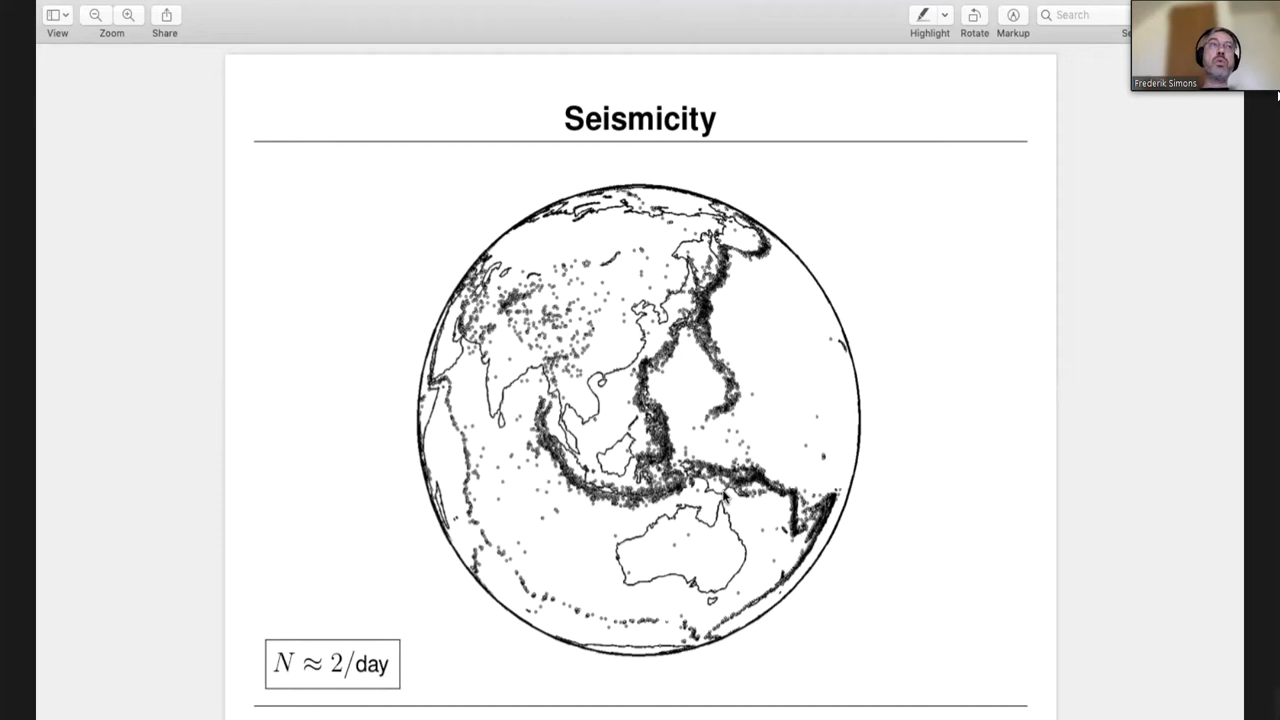 View
Zoom
Share
Highlight
Rotate
Markup
Search
Frederik Simons
Seismicity
N ≈ 2/day